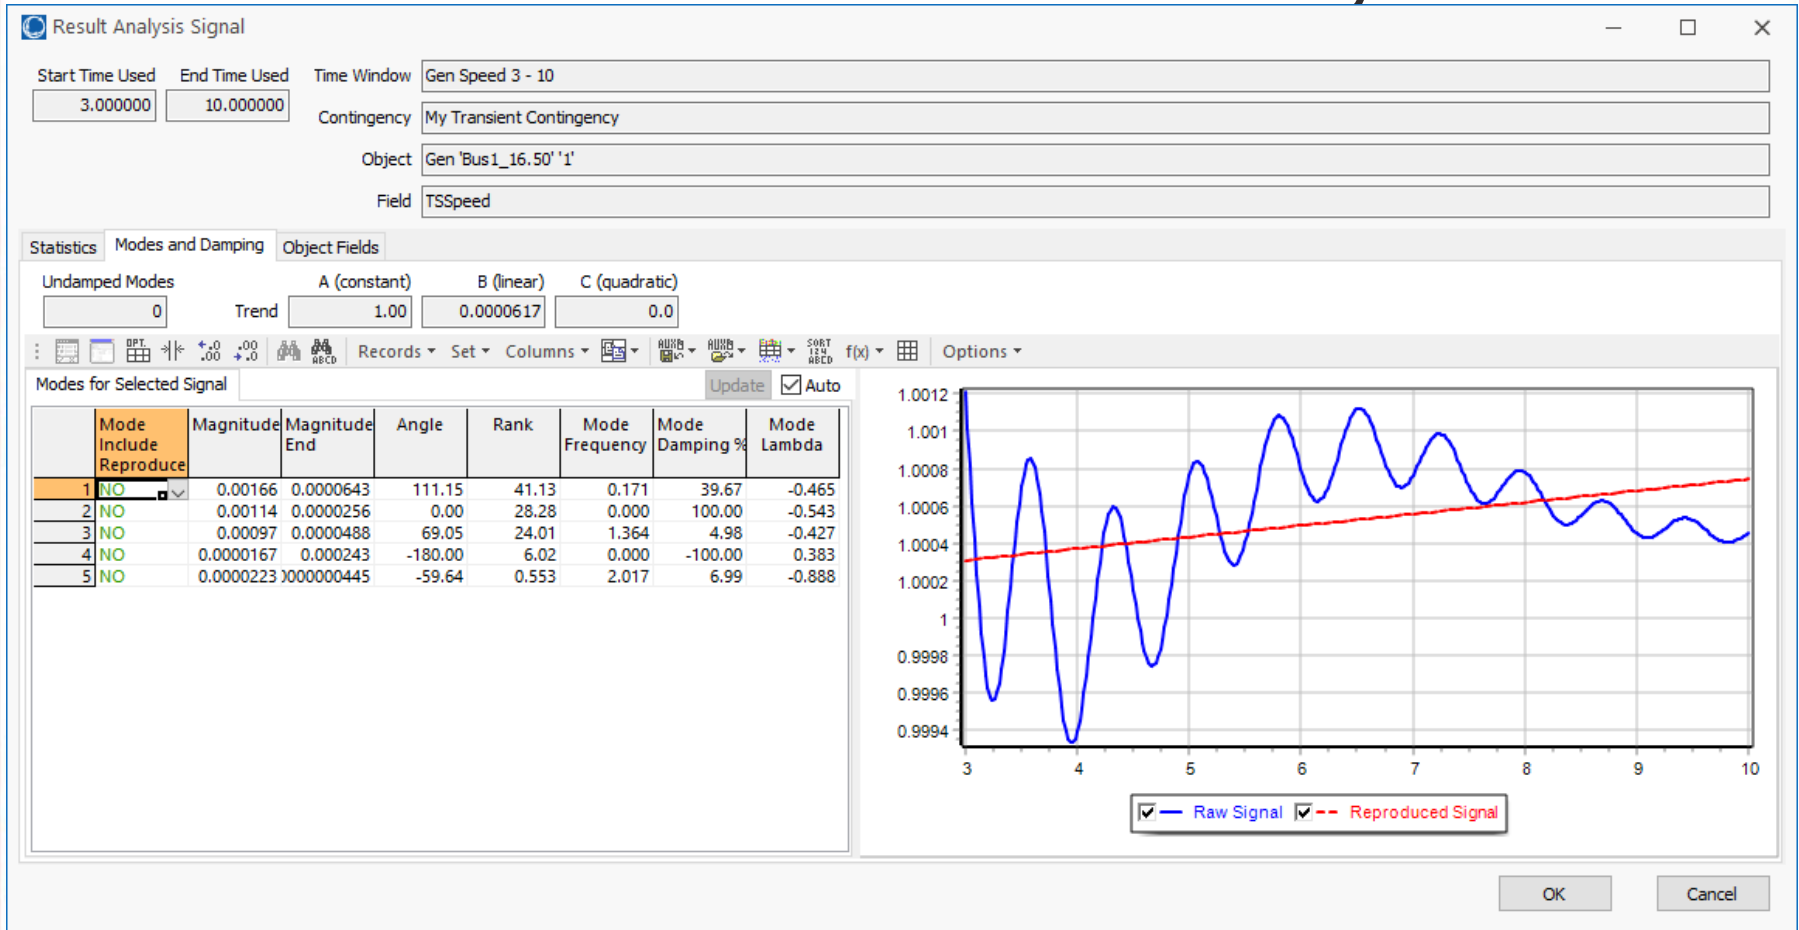 Result Analysis Signal
Start Time Used End Time Used Time Window Gen Speed 3 - 10
3.000000 10.000000
Contingency My Transient Contingency
Object Gen 'Bus1_16.50' '1'
Field TSSpeed
Statistics Modes and Damping Object Fields
Undamped Modes A (constant) B (linear) C (quadratic)
0 Trend 1.00 0.0000617 0.0
Records Set Columns SORT 124 ABED f(x) Options
Modes for Selected Signal Update Auto
Mode Include Reproduce Magnitude Magnitude End Angle Rank Mode Frequency Mode Damping % Mode Lambda
1 NO 0.00166 0.0000643 111.15 41.13 0.171 39.67 -0.465
2 NO 0.00114 0.0000256 0.00 28.28 0.000 100.00 -0.543
3 NO 0.00097 0.0000488 69.05 24.01 1.364 4.98 -0.427
4 NO 0.0000167 0.000243 -180.00 6.02 0.000 -100.00 0.383
5 NO 0.0000223 0000000445 -59.64 0.553 2.017 6.99 -0.888
1.0012
1.001
1.0008
1.0006
1.0004
1.0002
1
0.9998
0.9996
0.9994
3 4 5 6 7 8 9 10
Raw Signal Reproduced Signal
OK Cancel